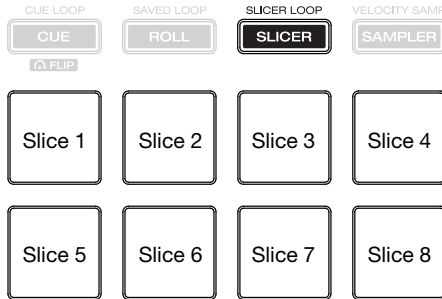 CUE LOOP SAVED LOOP SLICER LOOP VELOCITY SAMP
CUE ROLL SLICER SAMPLER
FLIP
Slice 1 Slice 2 Slice 3 Slice 4
Slice 5 Slice 6 Slice 7 Slice 8